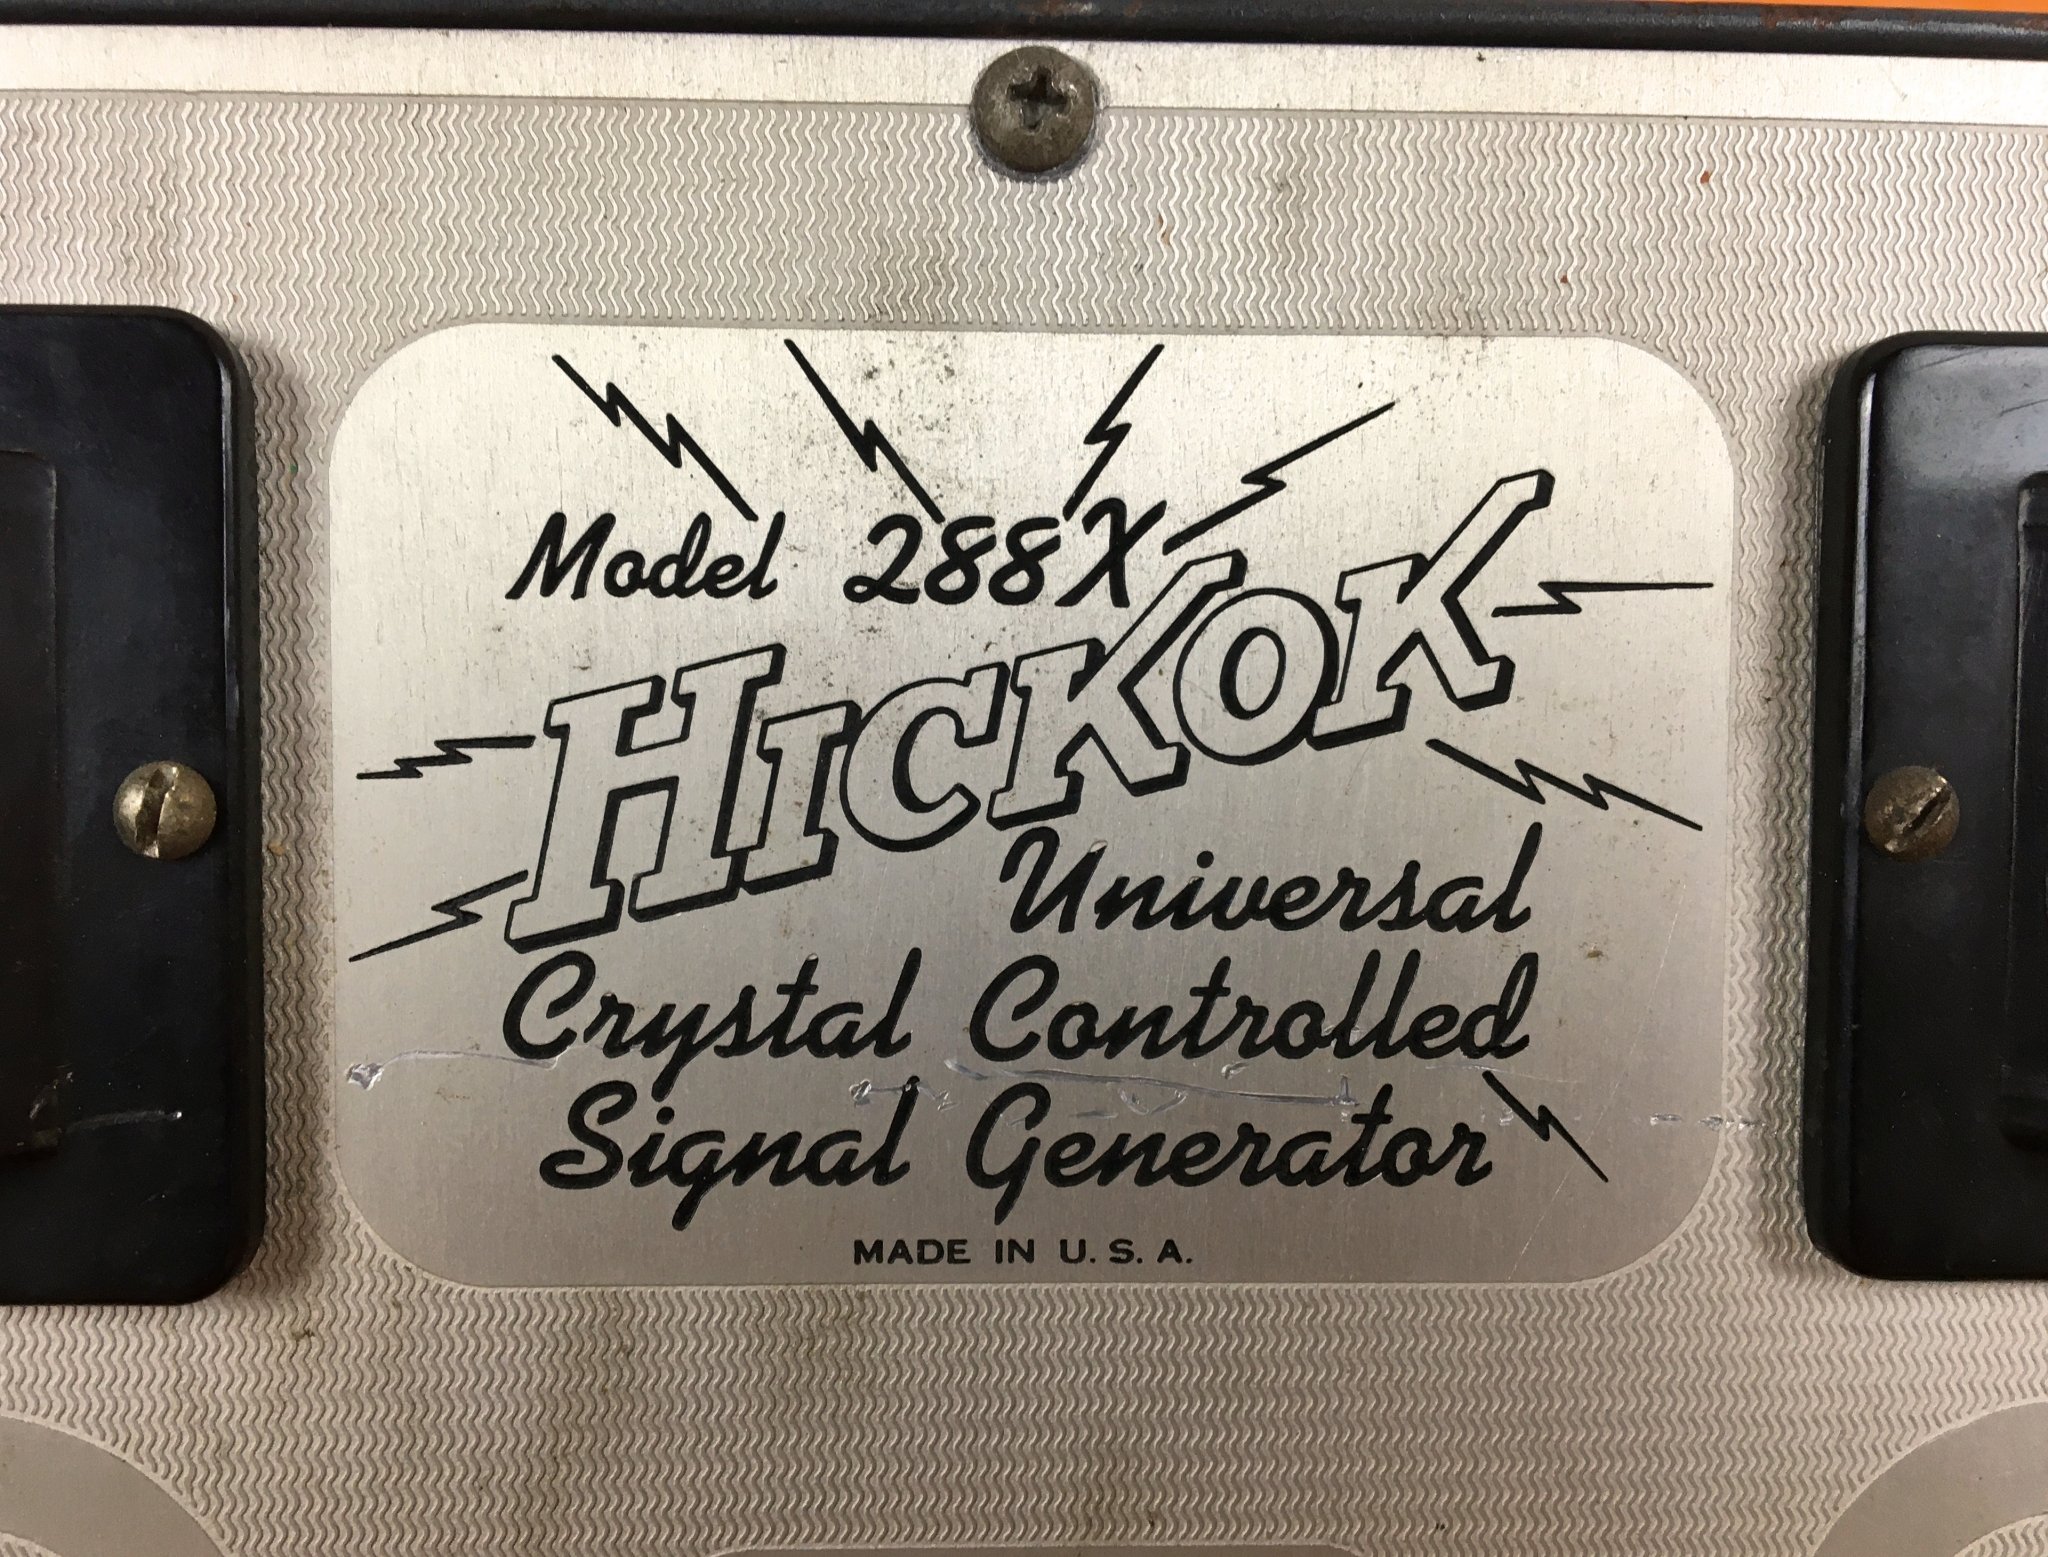 Model 288X
HICKOK
Universal
Crystal Controlled
Signal Generator
MADE IN U.S.A.